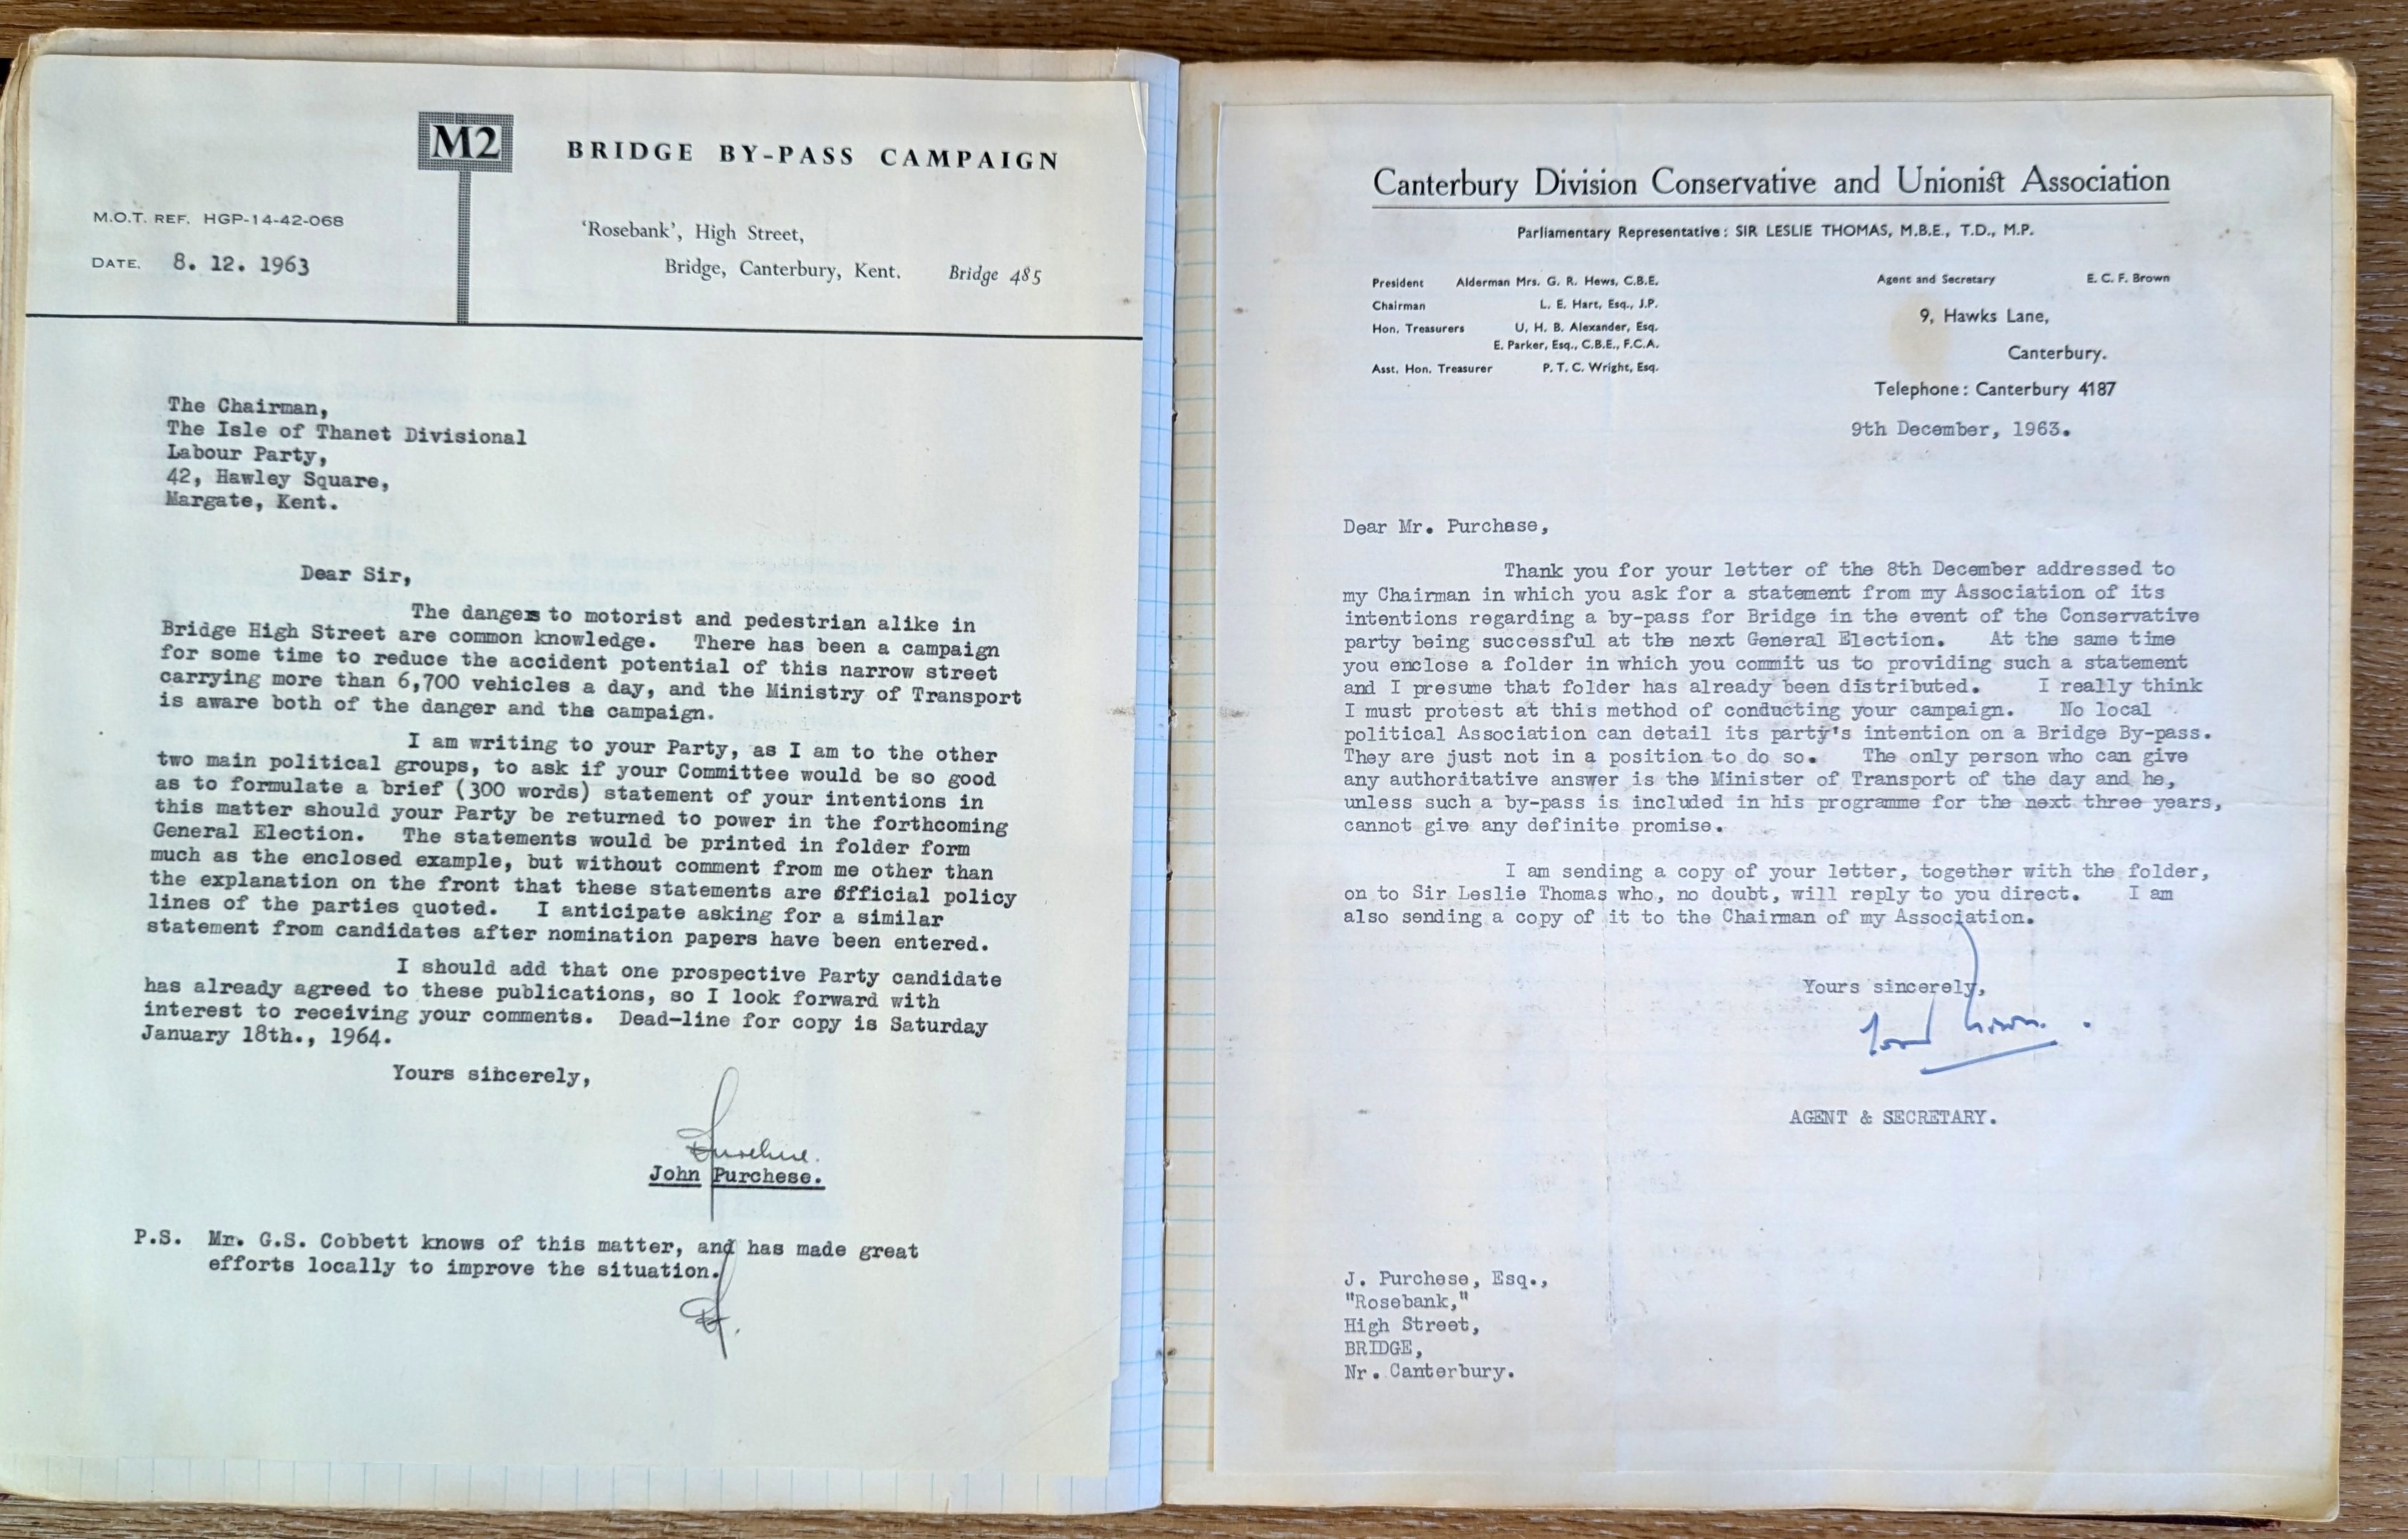 M2
BRIDGE BY-PASS CAMPAIGN
M.O.T. REF. HGP-14-42-068
DATE. 8. 12. 1963
'Rosebank', High Street,
Bridge, Canterbury, Kent. Bridge 485
The Chairman,
The Isle of Thanet Divisional
Labour Party,
42, Hawley Square,
Margate, Kent.
Dear Sir,
The dangers to motorist and pedestrian alike in
Bridge High Street are common knowledge. There has been a campaign
for some time to reduce the accident potential of this narrow street
carrying more than 6,700 vehicles a day, and the Ministry of Transport
is aware both of the danger and the campaign.
I am writing to your Party, as I am to the other
two main political groups, to ask if your Committee would be so good
as to formulate a brief (300 words) statement of your intentions in
this matter should your Party be returned to power in the forthcoming
General Election. The statements would be printed in folder form
much as the enclosed example, but without comment from me other than
the explanation on the front that these statements are official policy
lines of the parties quoted. I anticipate asking for a similar
statement from candidates after nomination papers have been entered.
I should add that one prospective Party candidate
has already agreed to these publications, so I look forward with
interest to receiving your comments. Dead-line for copy is Saturday
January 18th., 1964.
Yours sincerely,
John Purchese.
P.S. Mr. G.S. Cobbett knows of this matter, and has made great
efforts locally to improve the situation.
Canterbury Division Conservative and Unionist Association
Parliamentary Representative: SIR LESLIE THOMAS, M.B.E., T.D., M.P.
President Alderman Mrs. G. R. Hews, C.B.E.
Chairman L. E. Hart, Esq., J.P.
Hon. Treasurers U. H. B. Alexander, Esq.
E. Parker, Esq., C.B.E., F.C.A.
Asst. Hon. Treasurer P. T. C. Wright, Esq.
Agent and Secretary E. C. F. Brown
9, Hawks Lane,
Canterbury.
Telephone: Canterbury 4187
9th December, 1963.
Dear Mr. Purchase,
Thank you for your letter of the 8th December addressed to
my Chairman in which you ask for a statement from my Association of its
intentions regarding a by-pass for Bridge in the event of the Conservative
party being successful at the next General Election. At the same time
you enclose a folder in which you commit us to providing such a statement
and I presume that folder has already been distributed. I really think
I must protest at this method of conducting your campaign. No local
political Association can detail its party's intention on a Bridge By-pass.
They are just not in a position to do so. The only person who can give
any authoritative answer is the Minister of Transport of the day and he,
unless such a by-pass is included in his programme for the next three years,
cannot give any definite promise.
I am sending a copy of your letter, together with the folder,
on to Sir Leslie Thomas who, no doubt, will reply to you direct. I am
also sending a copy of it to the Chairman of my Association.
Yours sincerely,
AGENT & SECRETARY.
J. Purchese, Esq.,
"Rosebank,"
High Street,
BRIDGE,
Nr. Canterbury.